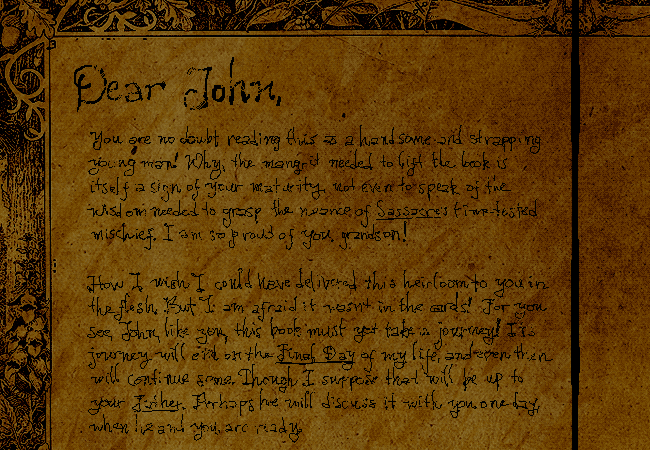 Dear John,
You are no doubt reading this as a handsome and strapping
young man! Why, the mangrit needed to lift the book is
itself a sign of your maturity, not even to speak of the
wisdom needed to grasp the nuance of Sassacre's time-tested
mischief. I am so proud of you, grandson!
How I wish I could have delivered this heirloom to you in
the flesh. But I am afraid it wasn't in the cards! For you
see, John, like you, this book must yet take a journey! Its
journey will end on the Final Day of my life, and open then
will continue some. Though I suppose that will be up to
your Father. Perhaps he will discuss it with you one day,
when he and you are ready.